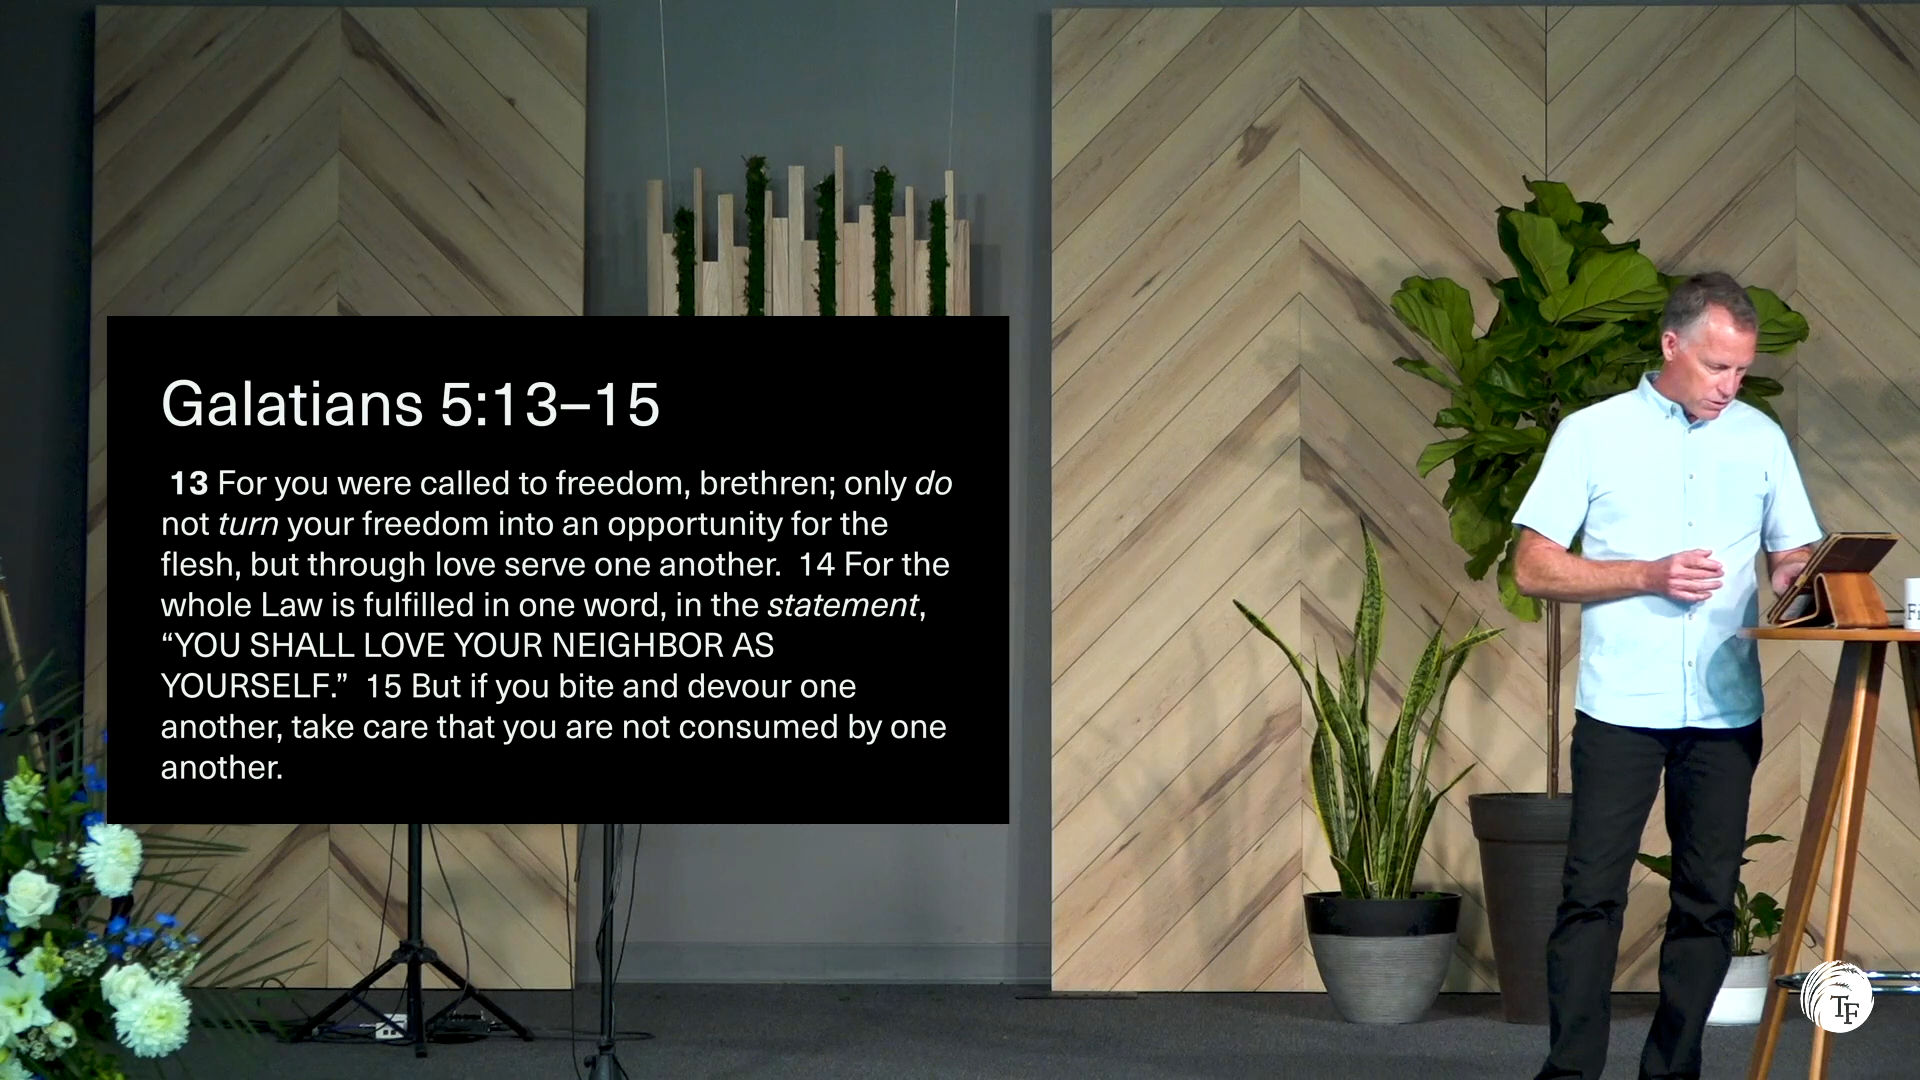 Galatians 5:13–15
13 For you were called to freedom, brethren; only do
not turn your freedom into an opportunity for the
flesh, but through love serve one another.  14 For the
whole Law is fulfilled in one word, in the statement,
“YOU SHALL LOVE YOUR NEIGHBOR AS
YOURSELF.”  15 But if you bite and devour one
another, take care that you are not consumed by one
another.
TF